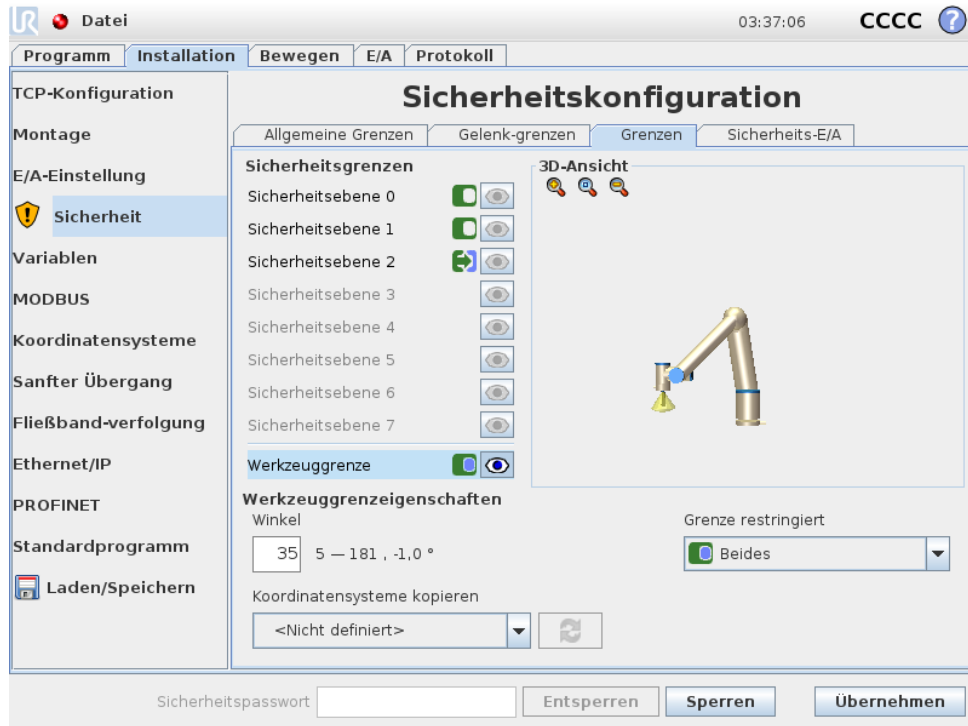 UR Datei 03:37:06 CCCC ?
Programm Installation Bewegen E/A Protokoll
TCP-Konfiguration
Montage
E/A-Einstellung
Sicherheit
Variablen
MODBUS
Koordinatensysteme
Sanfter Übergang
Fließband-verfolgung
Ethernet/IP
PROFINET
Standardprogramm
Laden/Speichern
Sicherheitskonfiguration
Allgemeine Grenzen Gelenk-grenzen Grenzen Sicherheits-E/A
Sicherheitsgrenzen
Sicherheitsebene 0
Sicherheitsebene 1
Sicherheitsebene 2
Sicherheitsebene 3
Sicherheitsebene 4
Sicherheitsebene 5
Sicherheitsebene 6
Sicherheitsebene 7
Werkzeuggrenze
3D-Ansicht
Werkzeuggrenzeigenschaften
Winkel
35 5 — 181 , -1,0 °
Grenze restringiert
Beides
Koordinatensysteme kopieren
<Nicht definiert>
Sicherheitspasswort Entsperren Sperren Übernehmen